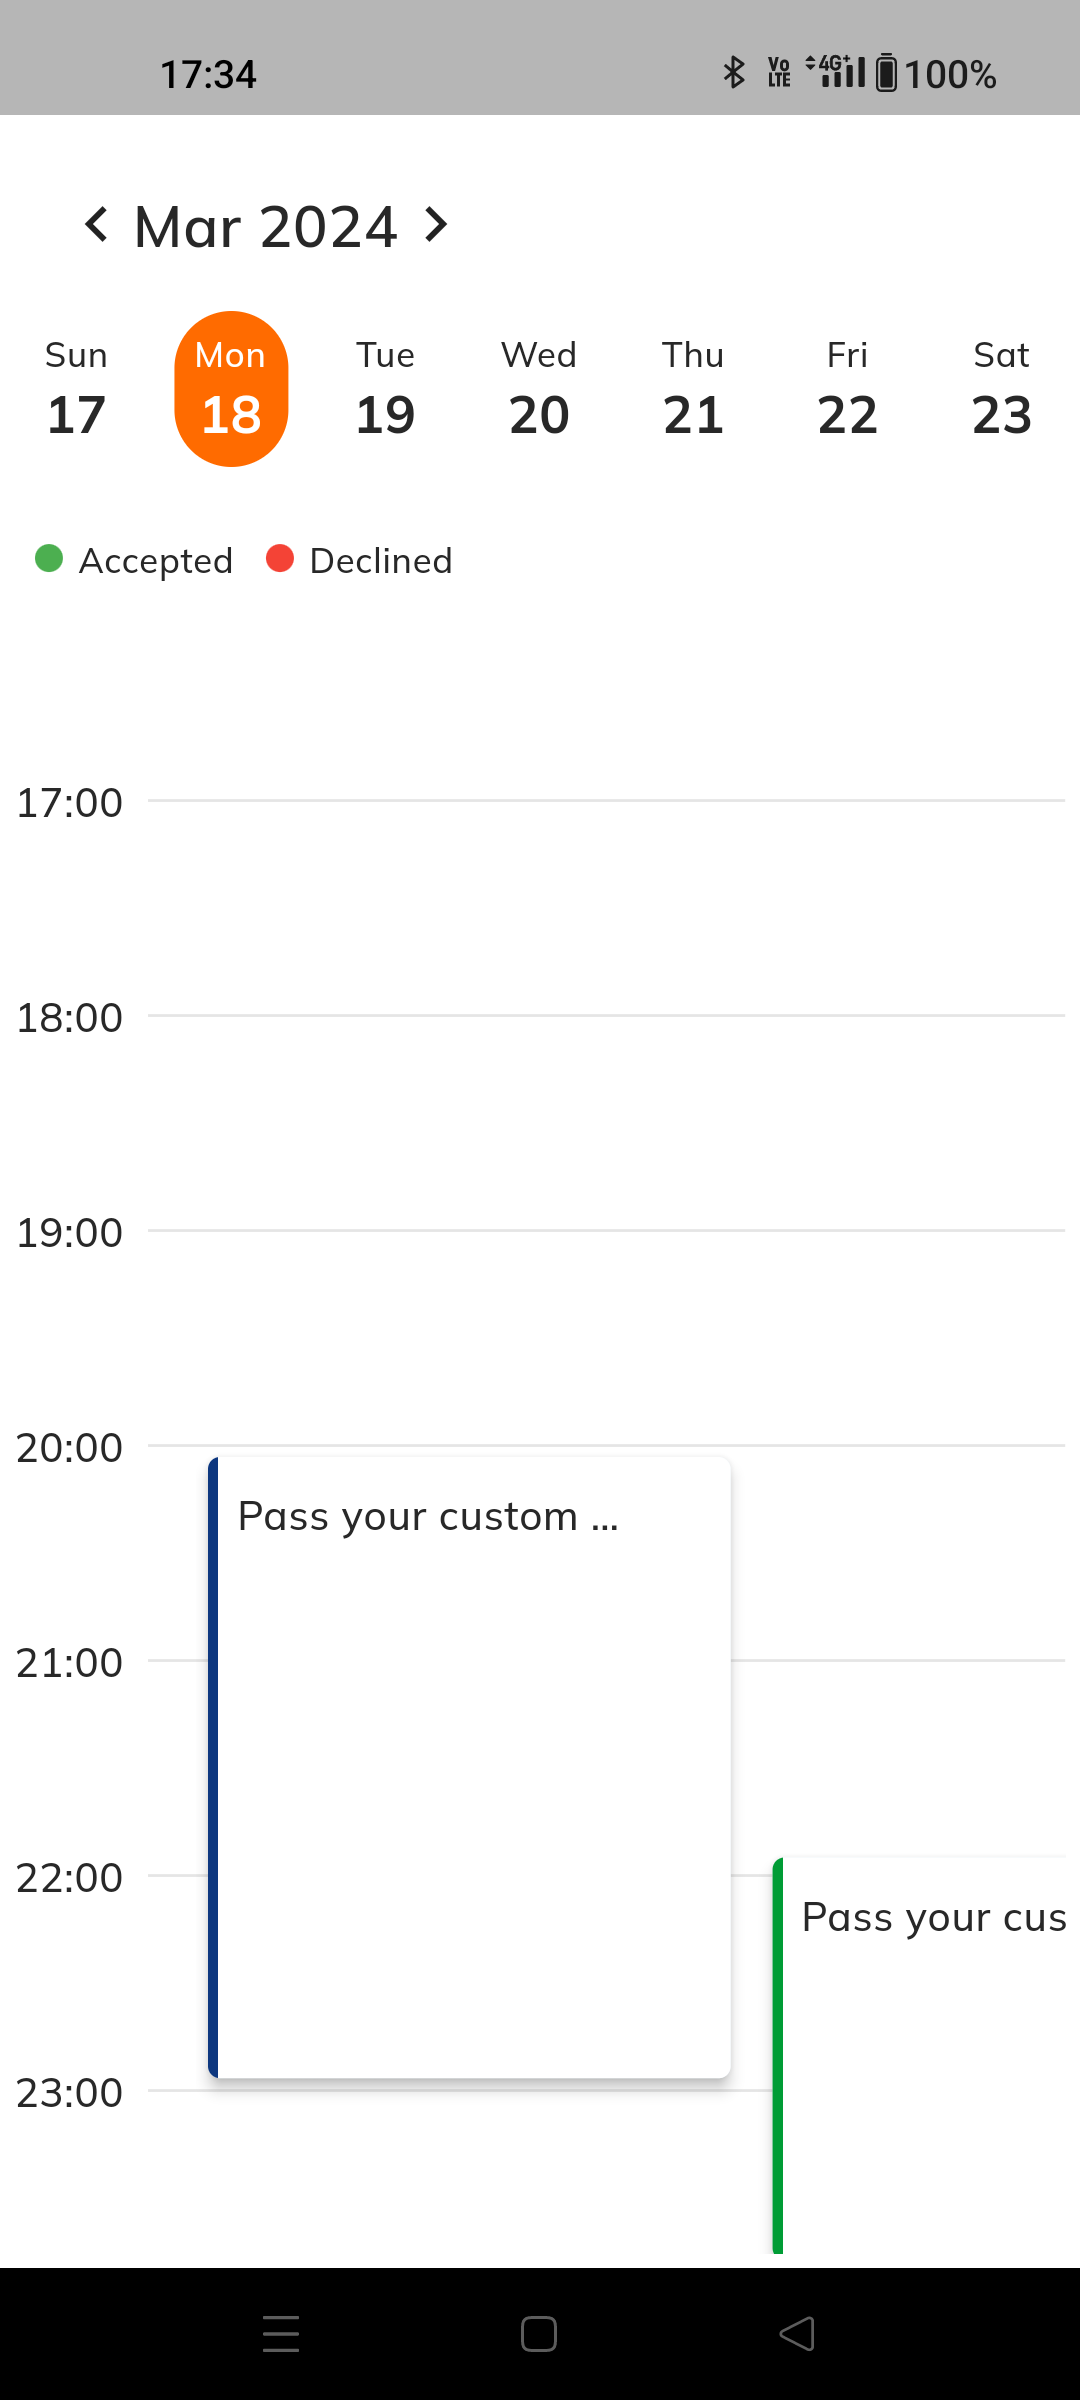 17:34 Vo LTE 4G+ 100%
Mar 2024
Sun Mon Tue Wed Thu Fri Sat
17 18 19 20 21 22 23
Accepted Declined
17:00
18:00
19:00
20:00
Pass your custom ...
21:00
22:00
Pass your cus
23:00